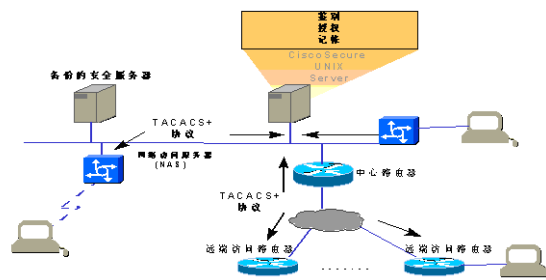 鉴别
授权
记帐
CiscoSecure
UNIX
Server
备份的安全服务器
TACACS+
协议
网络访问服务器
(NAS)
中心路由器
TACACS+
协议
远端访问路由器
远端访问路由器
.......